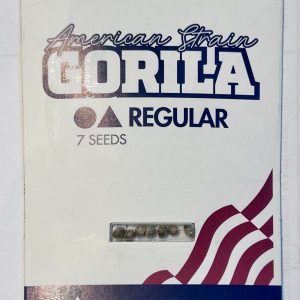 American Strain
GORILA
REGULAR
7 SEEDS